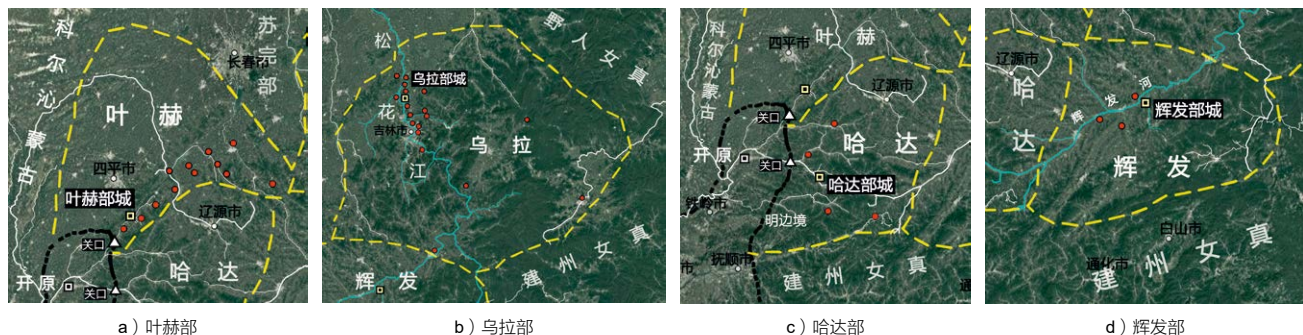 科尔沁蒙古
苏完部
长春市
叶赫
四平市
叶赫部城
辽源市
关口
开原
哈达
关口
a）叶赫部
松花江
野人女真
乌拉部城
吉林市
乌拉
辉发
建州女真
b）乌拉部
科尔沁蒙古
四平市
叶赫
辽源市
关口
哈达
开原
关口
哈达部城
铁岭市
明边境
抚顺市
建州女真
c）哈达部
辽源市
哈达
辉发河
辉发部城
辉发
白山市
通化市
建州女真
d）辉发部